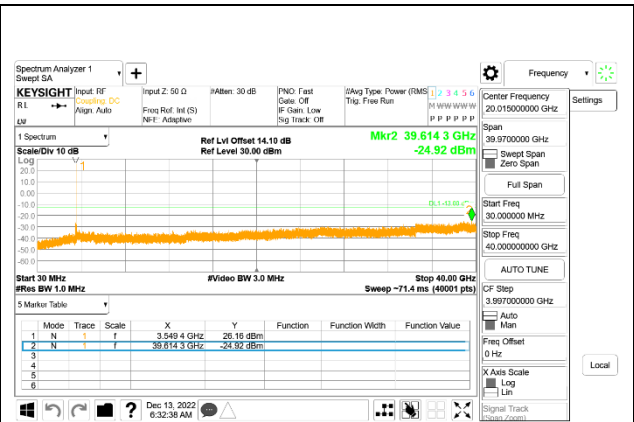 Spectrum Analyzer 1
Swept SA
Frequency
KEYSIGHT
RL
Input: RF
Coupling: DC
Align: Auto
Input Z: 50 Ω
Freq Ref: Int (S)
NFE: Adaptive
#Atten: 30 dB
PNO: Fast
Gate: Off
IF Gain: Low
Sig Track: Off
#Avg Type: Power (RMS
Trig: Free Run
1 2 3 4 5 6
M W W W W W
P P P P P P
Center Frequency
20.015000000 GHz
Settings
Span
39.9700000 GHz
Swept Span
Zero Span
Full Span
Start Freq
30.000000 MHz
Stop Freq
40.000000000 GHz
AUTO TUNE
CF Step
3.997000000 GHz
Auto
Man
Freq Offset
0 Hz
X Axis Scale
Log
Lin
Signal Track
(Span Zoom)
Local
1 Spectrum
Scale/Div 10 dB
Ref Lvl Offset 14.10 dB
Ref Level 30.00 dBm
Mkr2 39.614 3 GHz
-24.92 dBm
Log
1
20.0
10.0
0.00
-10.0
-20.0
-30.0
-40.0
-50.0
-60.0
Start 30 MHz
#Video BW 3.0 MHz
Stop 40.00 GHz
#Res BW 1.0 MHz
Sweep ~71.4 ms (40001 pts)
5 Marker Table
Mode Trace Scale X Y Function Function Width Function Value
1 N 1 f 3.549 4 GHz 26.16 dBm
2 N 1 f 39.614 3 GHz -24.92 dBm
3
4
5
6
?
Dec 13, 2022
6:32:38 AM